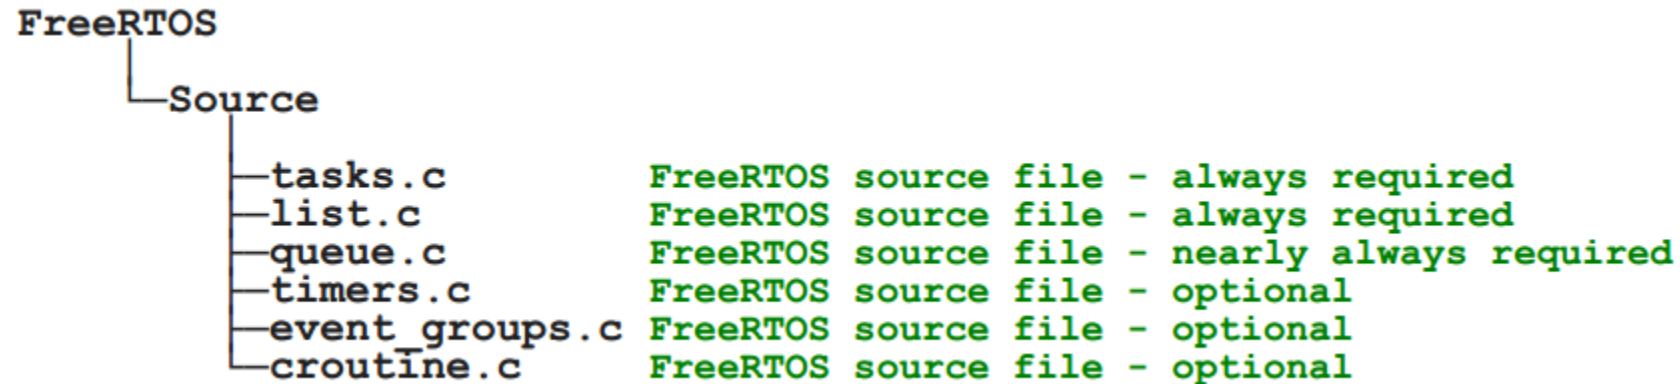 FreeRTOS
Source
tasks.c FreeRTOS source file - always required
list.c FreeRTOS source file - always required
queue.c FreeRTOS source file - nearly always required
timers.c FreeRTOS source file - optional
event_groups.c FreeRTOS source file - optional
croutine.c FreeRTOS source file - optional